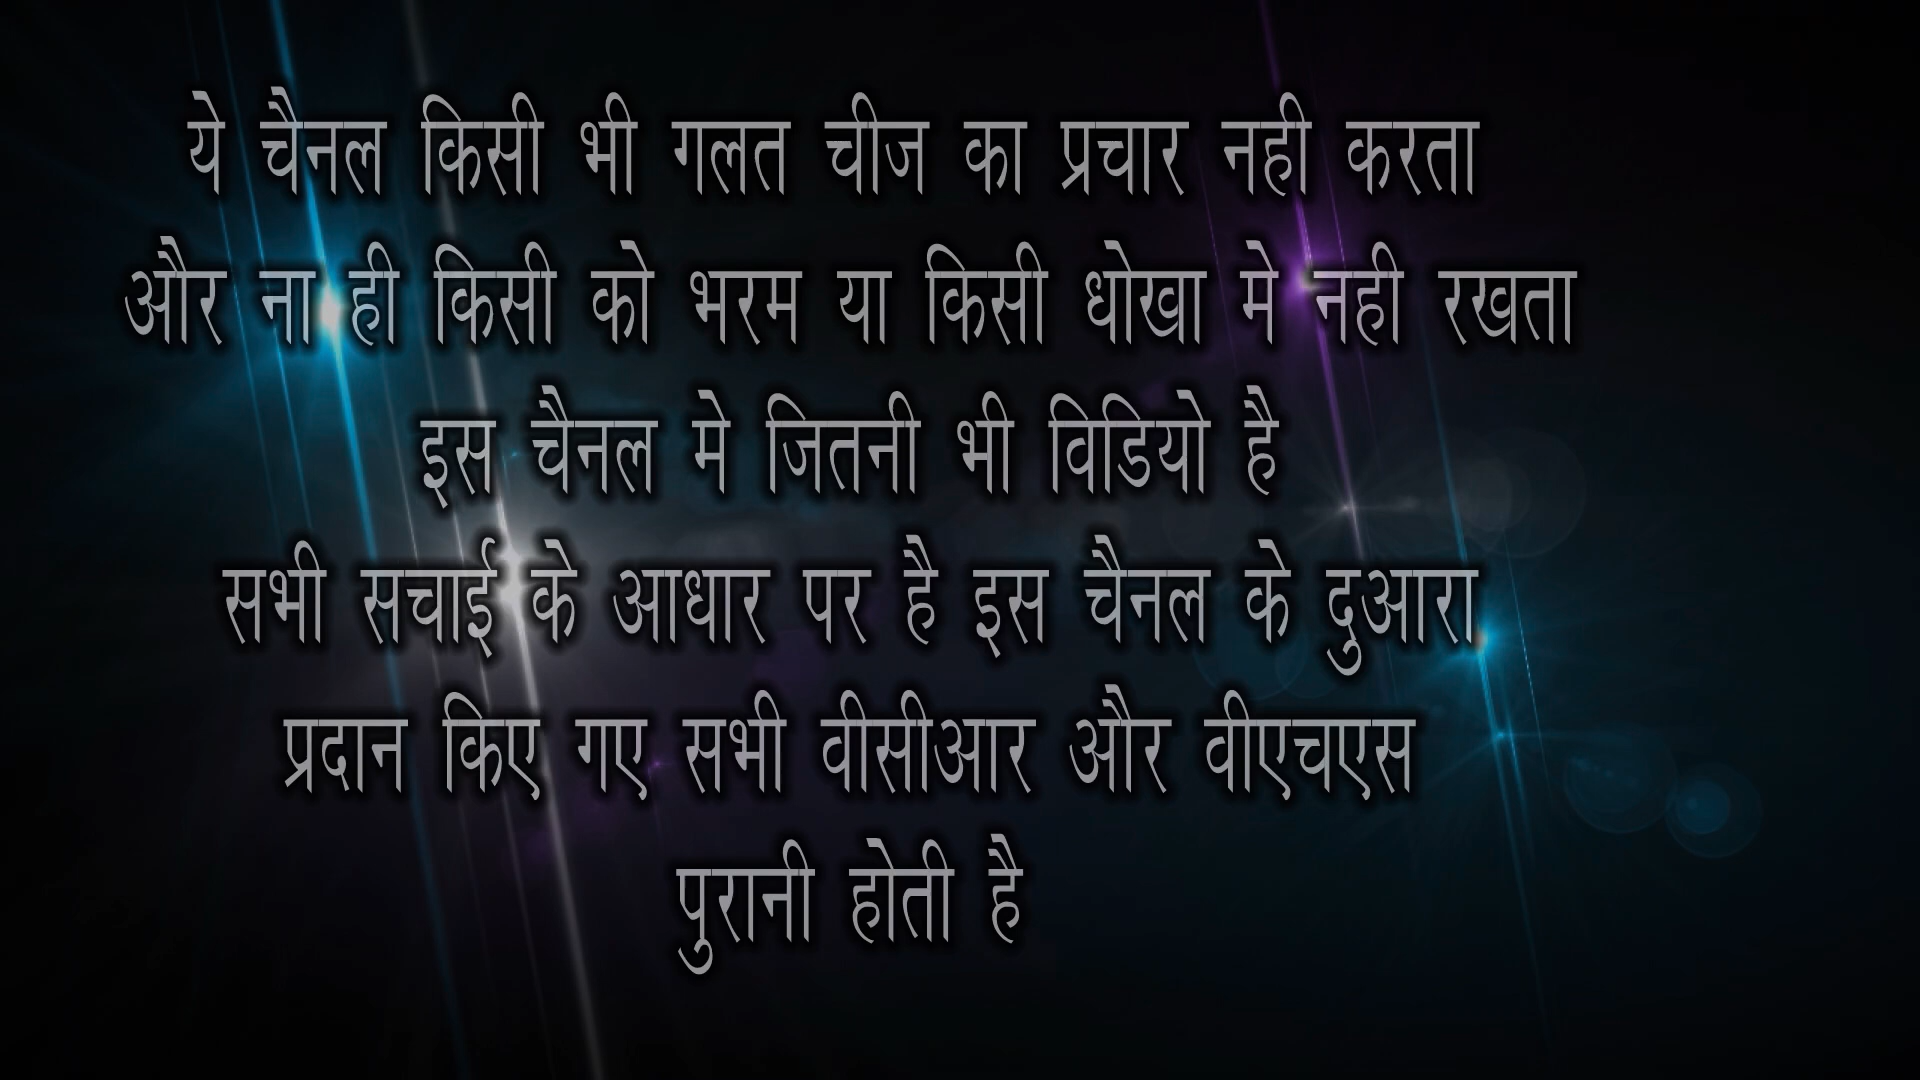 ये चैनल किसी भी गलत चीज का प्रचार नही करता
और ना ही किसी को भरम या किसी धोखा मे नही रखता
इस चैनल मे जितनी भी विडियो है
सभी सचाई के आधार पर है इस चैनल के दुआरा
प्रदान किए गए सभी वीसीआर और वीएचएस
पुरानी होती है